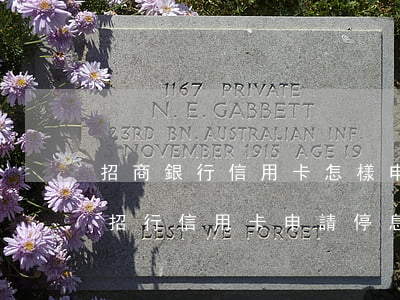 1167 PRIVATE
N. E. GABBETT
23RD BN. AUSTRALIAN INF.
NOVEMBER 1915 AGE 19
招商銀行信用卡怎樣申
招行信用卡申請停息
LEST WE FORGET